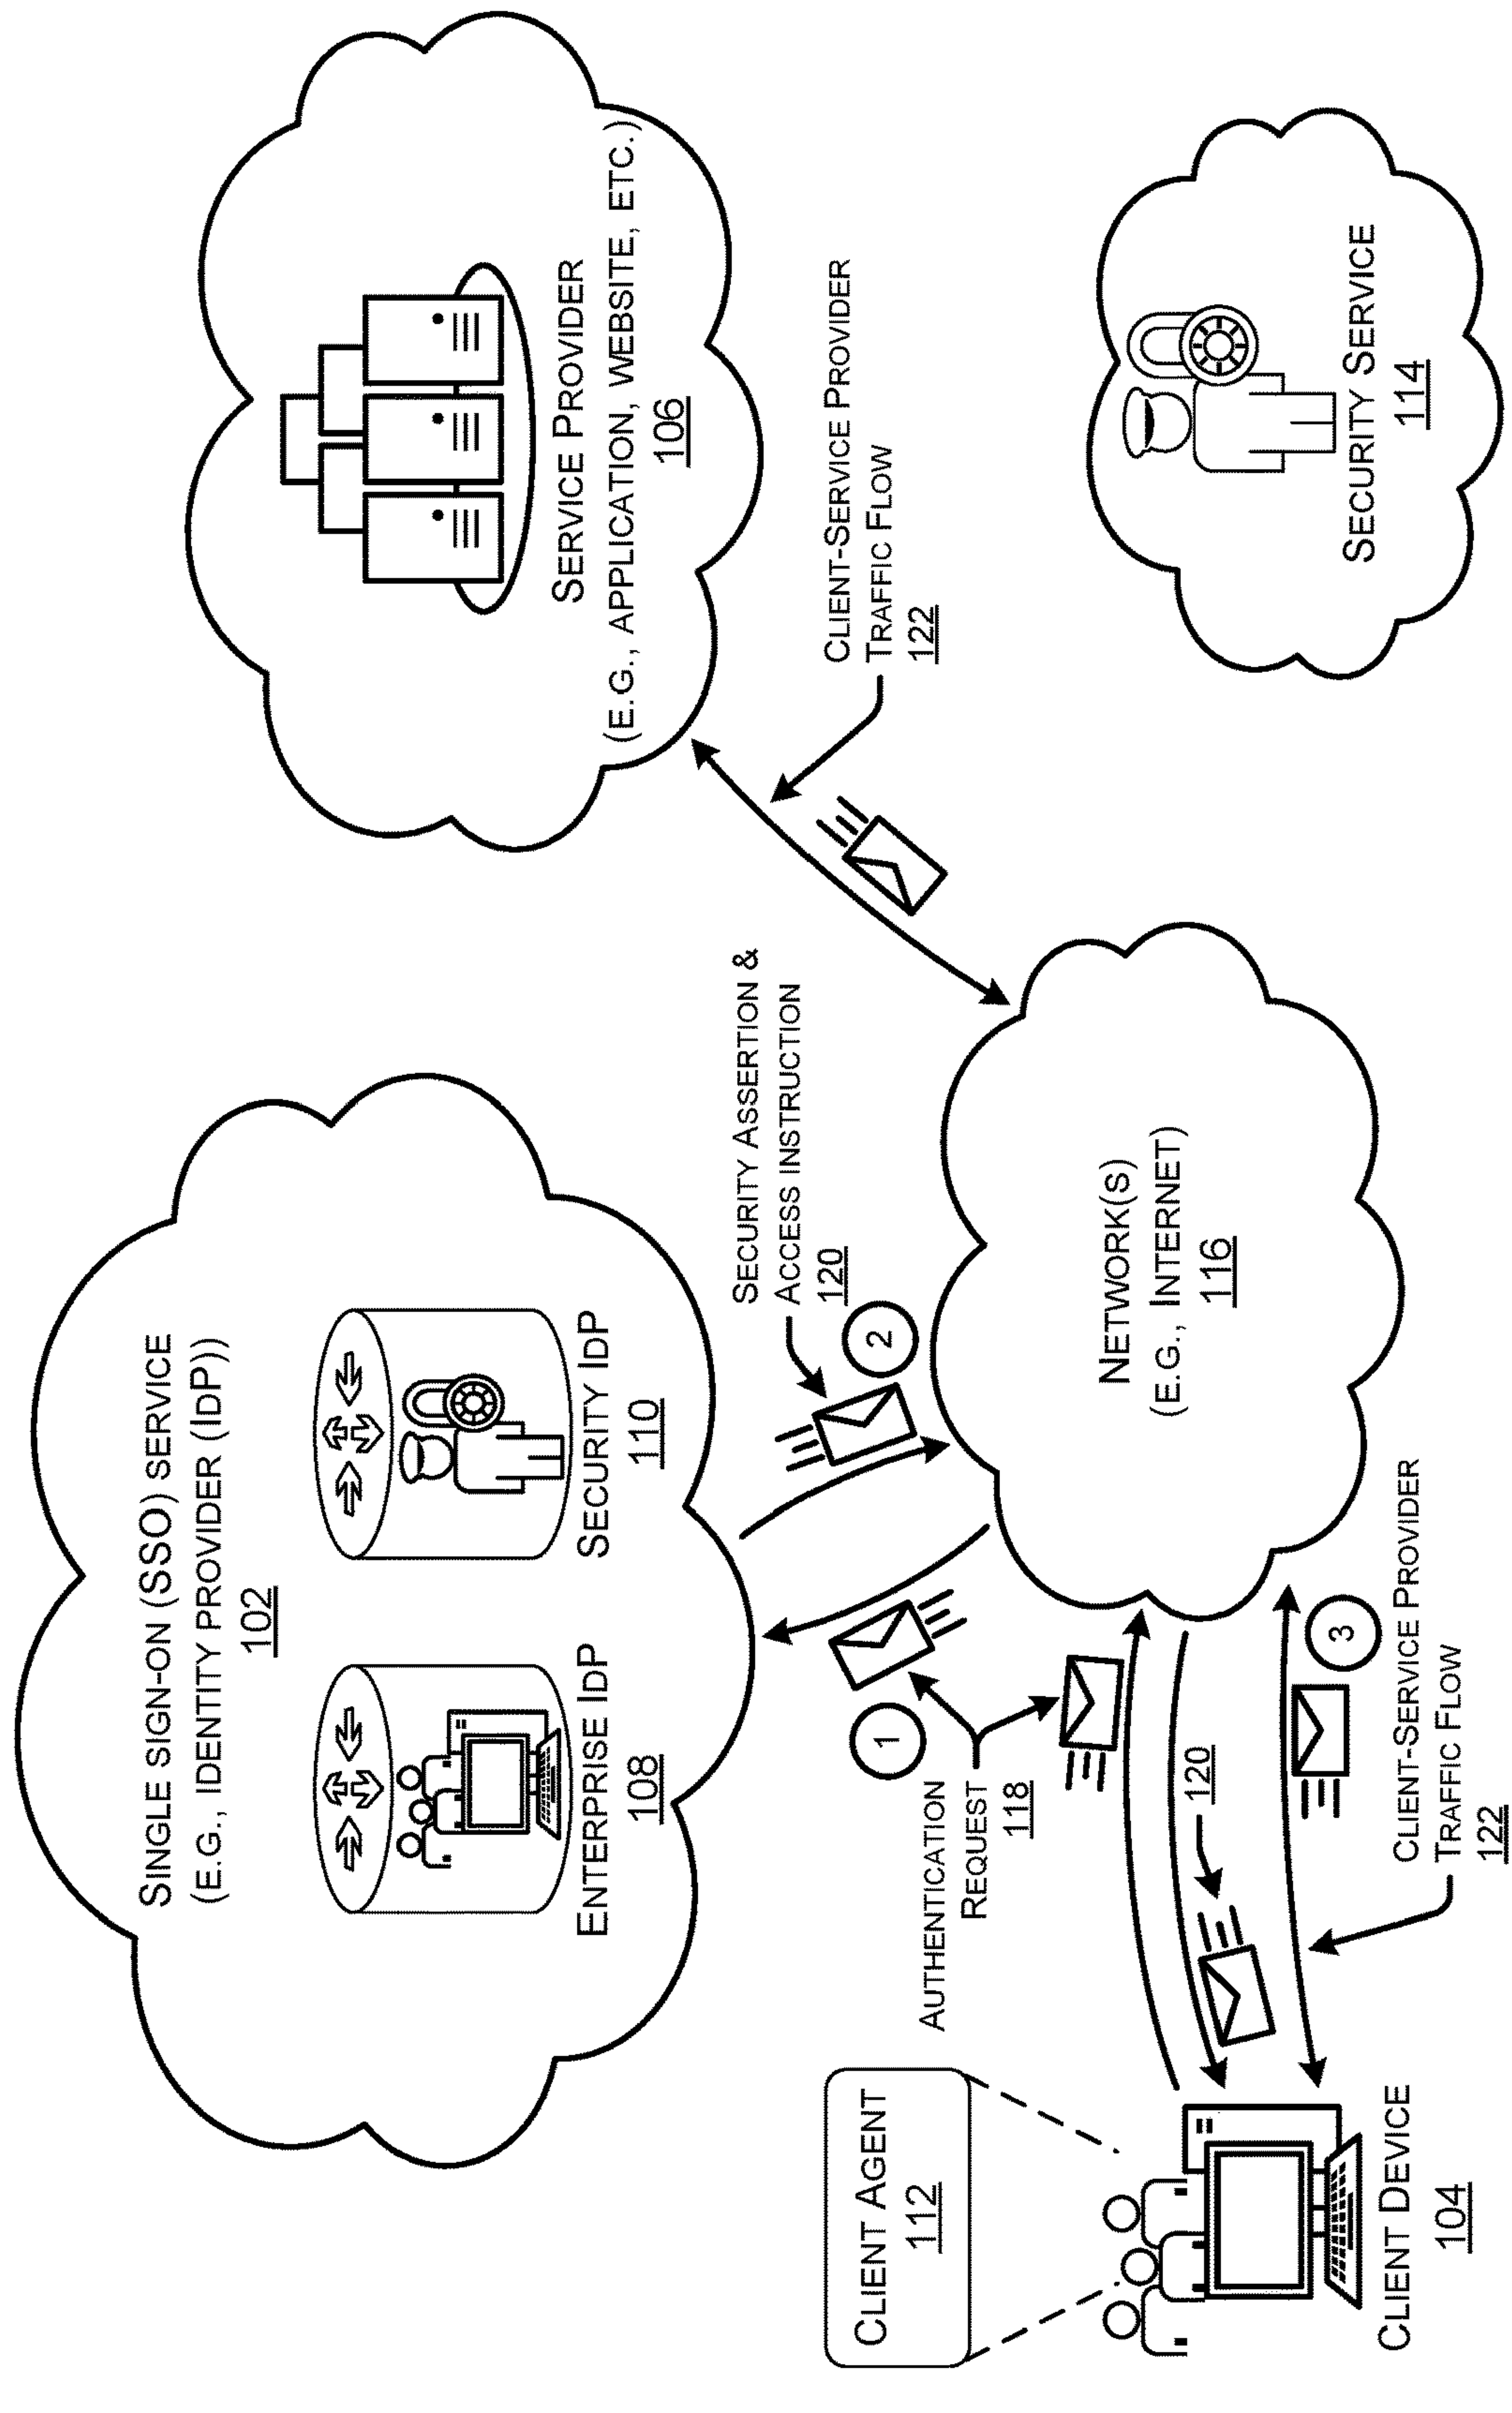 SINGLE SIGN-ON (SSO) SERVICE
(E.G., IDENTITY PROVIDER (IDP))
102
ENTERPRISE IDP
108
SECURITY IDP
110
SERVICE PROVIDER
106
(E.G., APPLICATION, WEBSITE, ETC.)
SECURITY ASSERTION &
ACCESS INSTRUCTION
120
2
CLIENT-SERVICE PROVIDER
TRAFFIC FLOW
122
CLIENT AGENT
112
AUTHENTICATION
REQUEST
118
1
NETWORK(S)
(E.G., INTERNET)
116
120
3
CLIENT-SERVICE PROVIDER
TRAFFIC FLOW
122
CLIENT DEVICE
104
SECURITY SERVICE
114